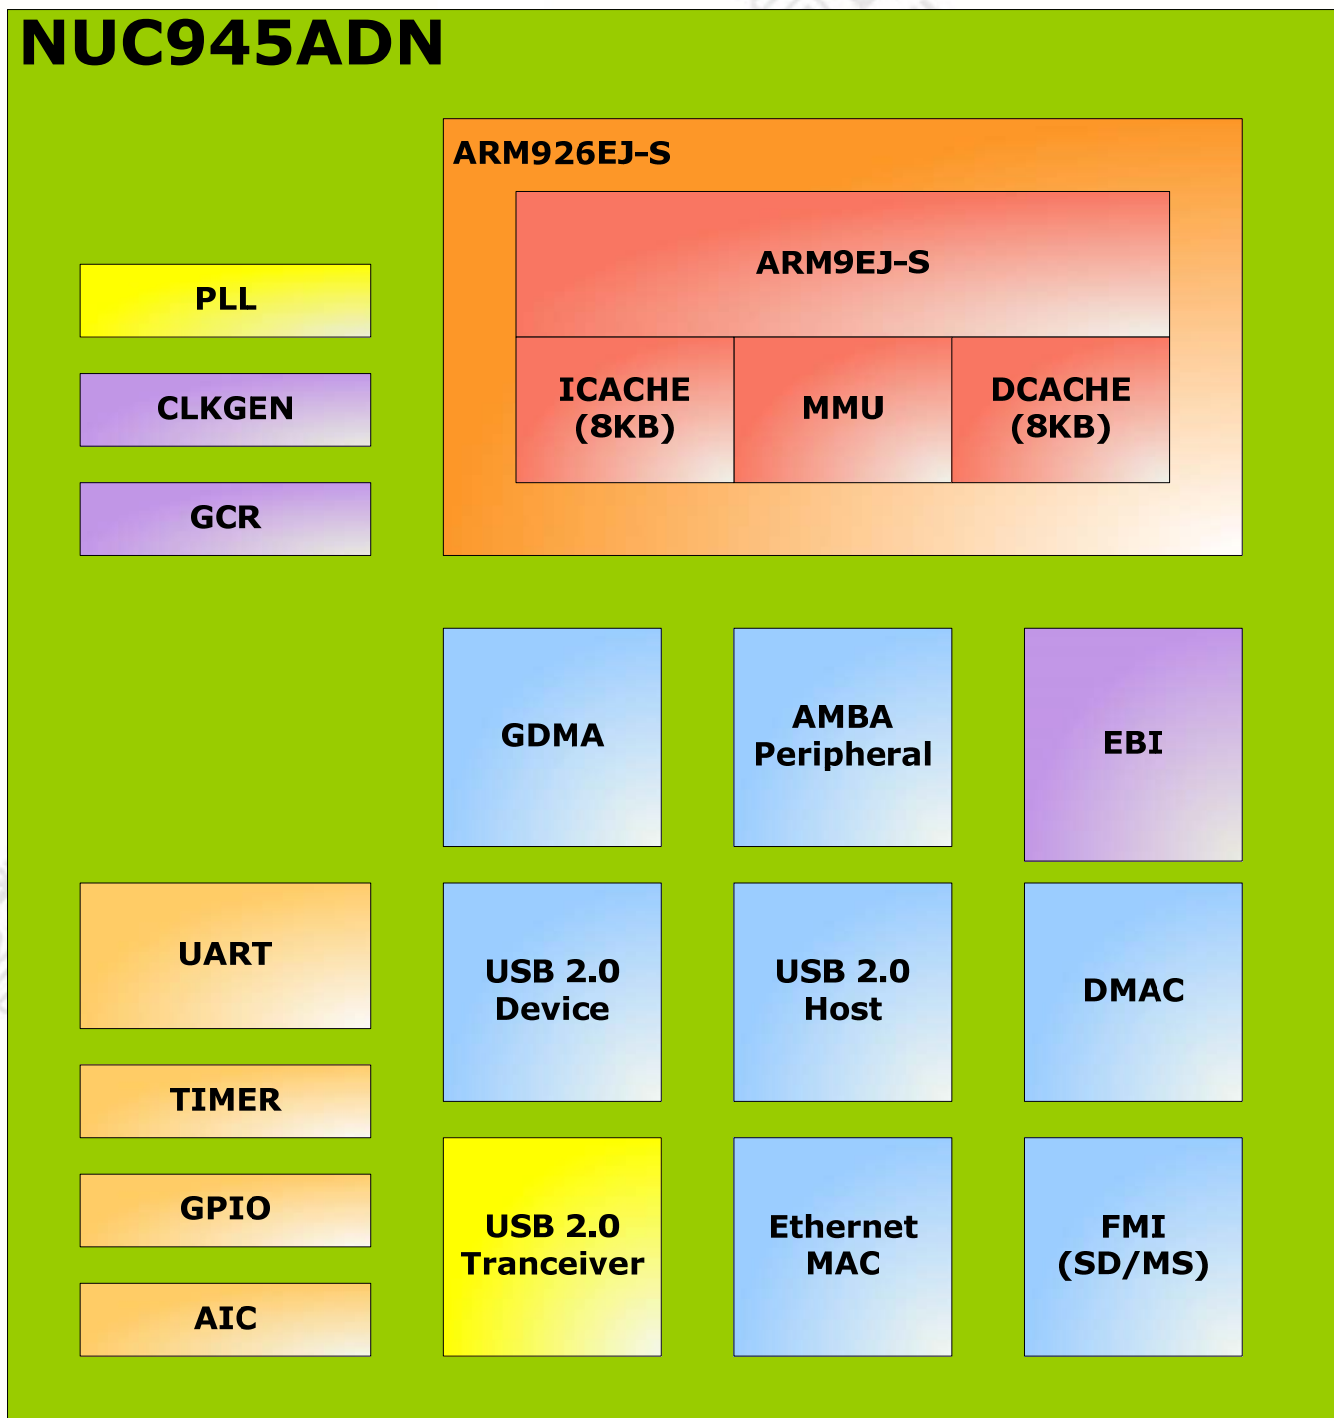 NUC945ADN
ARM926EJ-S
ARM9EJ-S
ICACHE
(8KB)
MMU
DCACHE
(8KB)
PLL
CLKGEN
GCR
GDMA
AMBA
Peripheral
EBI
UART
USB 2.0
Device
USB 2.0
Host
DMAC
TIMER
GPIO
AIC
USB 2.0
Tranceiver
Ethernet
MAC
FMI
(SD/MS)